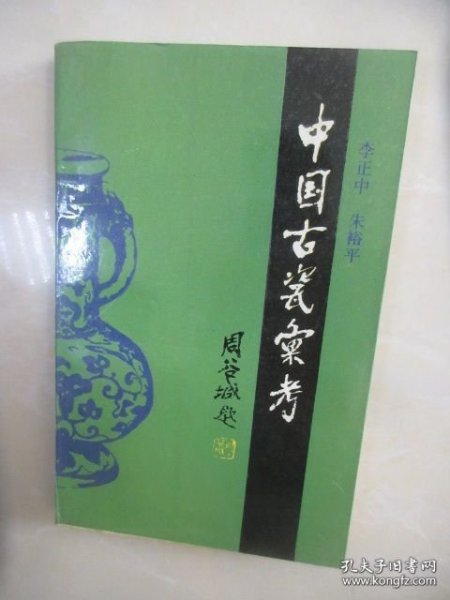 中国古瓷彙考
李正中 朱裕平
周谷城题
孔夫子旧书网
www.kongfz.com